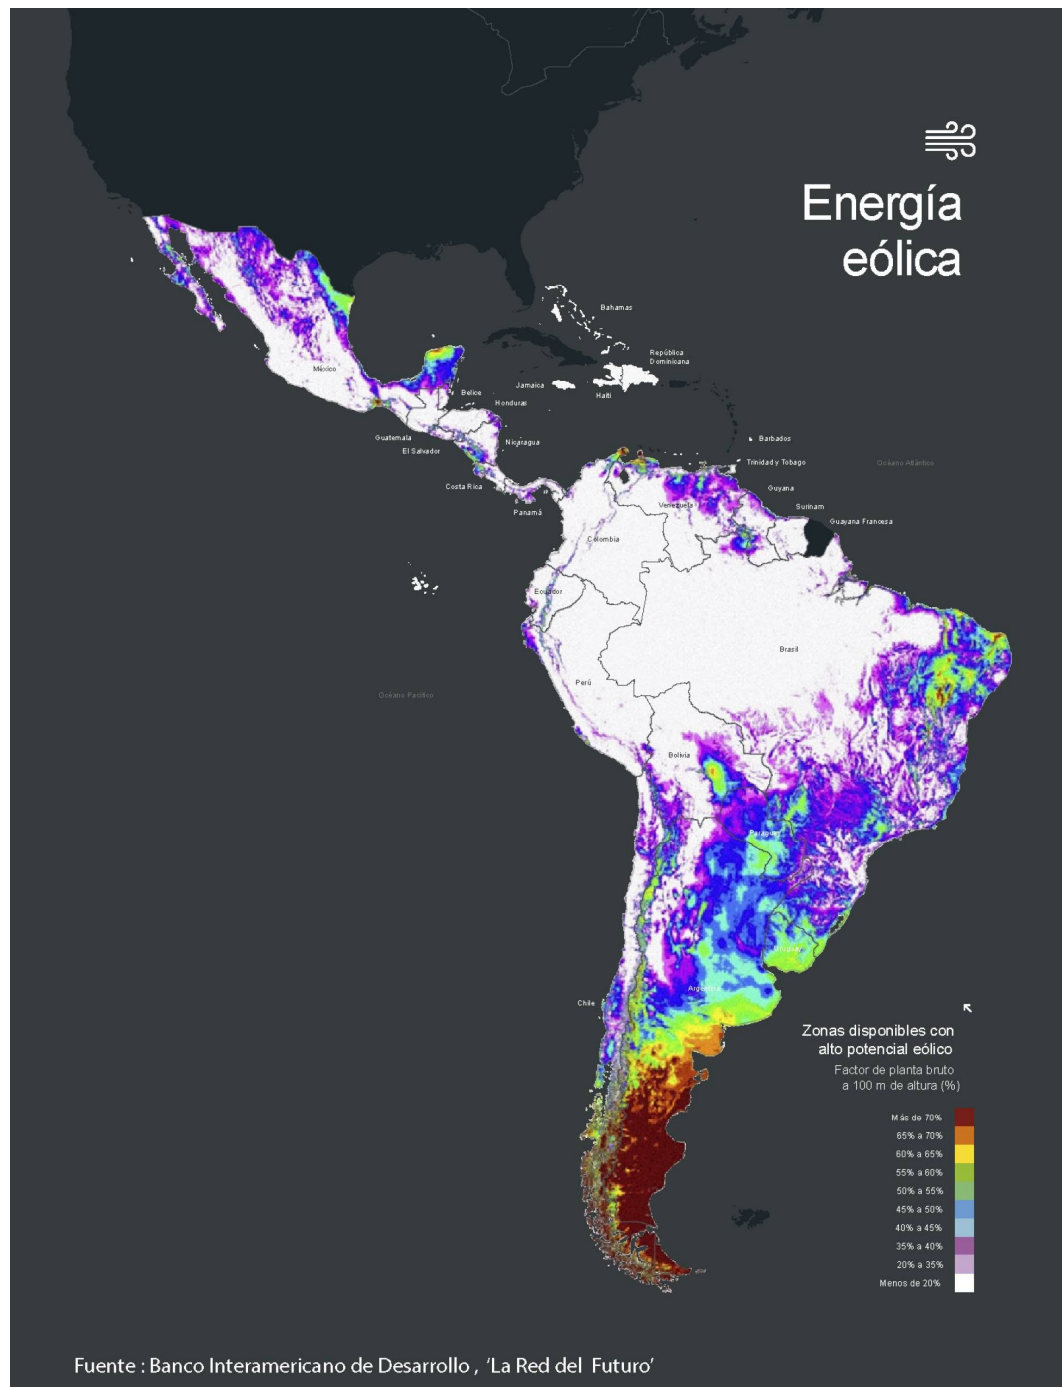 Energía
eólica
Bahamas
República
Dominicana
México
Jamaica
Haití
Belice
Honduras
Guatemala
El Salvador
Nicaragua
Barbados
Trinidad y Tobago
Océano Atlántico
Costa Rica
Guyana
Panamá
Venezuela
Surinam
Guayana Francesa
Colombia
Ecuador
Brasil
Perú
Océano Pacífico
Bolivia
Paraguay
Uruguay
Argentina
Chile
Zonas disponibles con
alto potencial eólico
Factor de planta bruto
a 100 m de altura (%)
Más de 70%
65% a 70%
60% a 65%
55% a 60%
50% a 55%
45% a 50%
40% a 45%
35% a 40%
20% a 35%
Menos de 20%
Fuente : Banco Interamericano de Desarrollo , ‘La Red del Futuro’